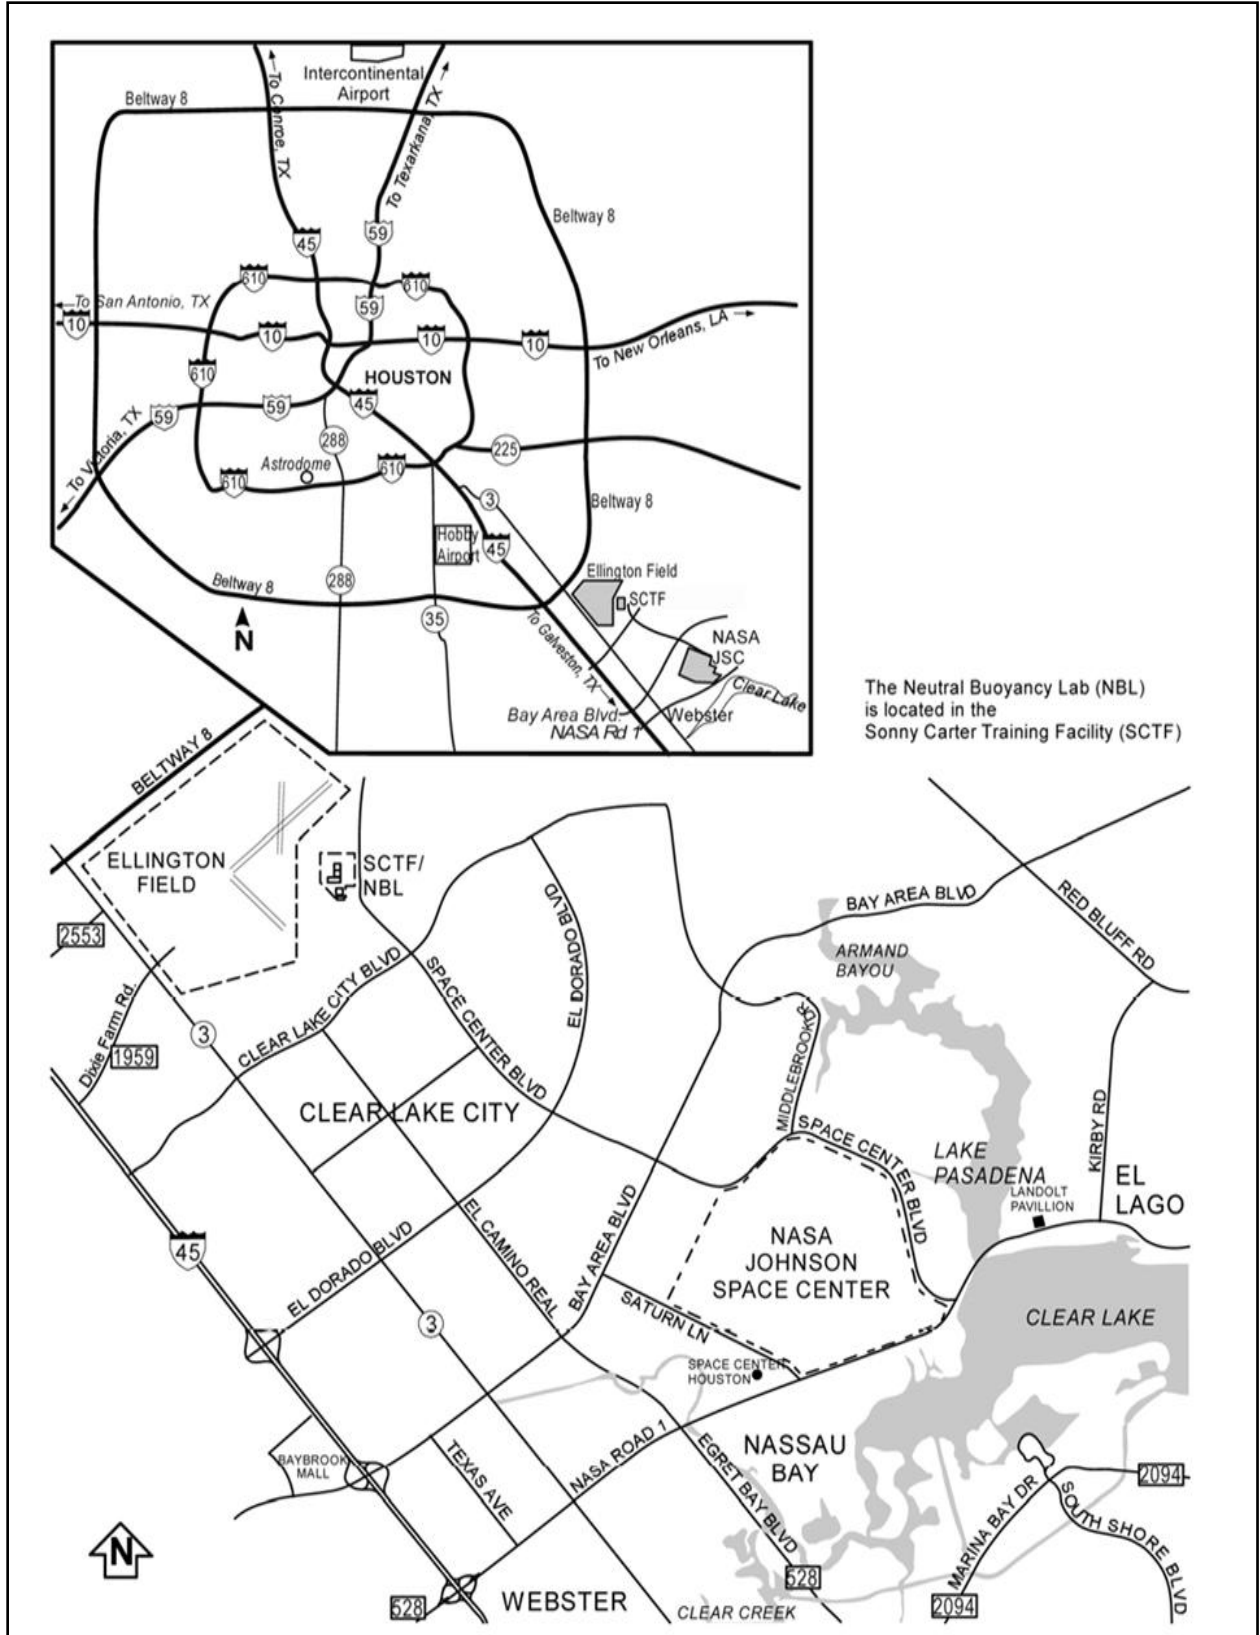 Intercontinental
Airport
To Conroe, TX
To Texarkana, TX
Beltway 8
Beltway 8
45
59
610
610
59
To San Antonio, TX
10
10
10
10
To New Orleans, LA
610
HOUSTON
59
59
45
To Victoria, TX
288
225
Astrodome
610
610
3
Beltway 8
Hobby
Airport
45
Ellington Field
SCTF
Beltway 8
288
35
To Galveston, TX
NASA
JSC
Clear Lake
Bay Area Blvd.
Webster
NASA Rd 1
N
The Neutral Buoyancy Lab (NBL)
is located in the
Sonny Carter Training Facility (SCTF)
BELTWAY 8
ELLINGTON
FIELD
SCTF/
NBL
2553
EL DORADO BLVD
BAY AREA BLVD
RED BLUFF RD
ARMAND
BAYOU
EL DORADO BLVD
CLEAR LAKE CITY BLVD
SPACE CENTER BLVD
Dixie Farm Rd.
1959
3
MIDDLEBROOK DR
CLEAR LAKE CITY
SPACE CENTER BLVD
KIRBY RD
LAKE
PASADENA
LANDOLT
PAVILLION
EL
LAGO
45
EL DORADO BLVD
EL CAMINO REAL
BAY AREA BLVD
NASA
JOHNSON
SPACE CENTER
SATURN LN
CLEAR LAKE
3
SPACE CENTER
HOUSTON
BAYBROOK
MALL
TEXAS AVE
NASA ROAD 1
EGRET BAY BLVD
NASSAU
BAY
2094
MARINA BAY DR
SOUTH SHORE BLVD
N
528
WEBSTER
528
CLEAR CREEK
2094